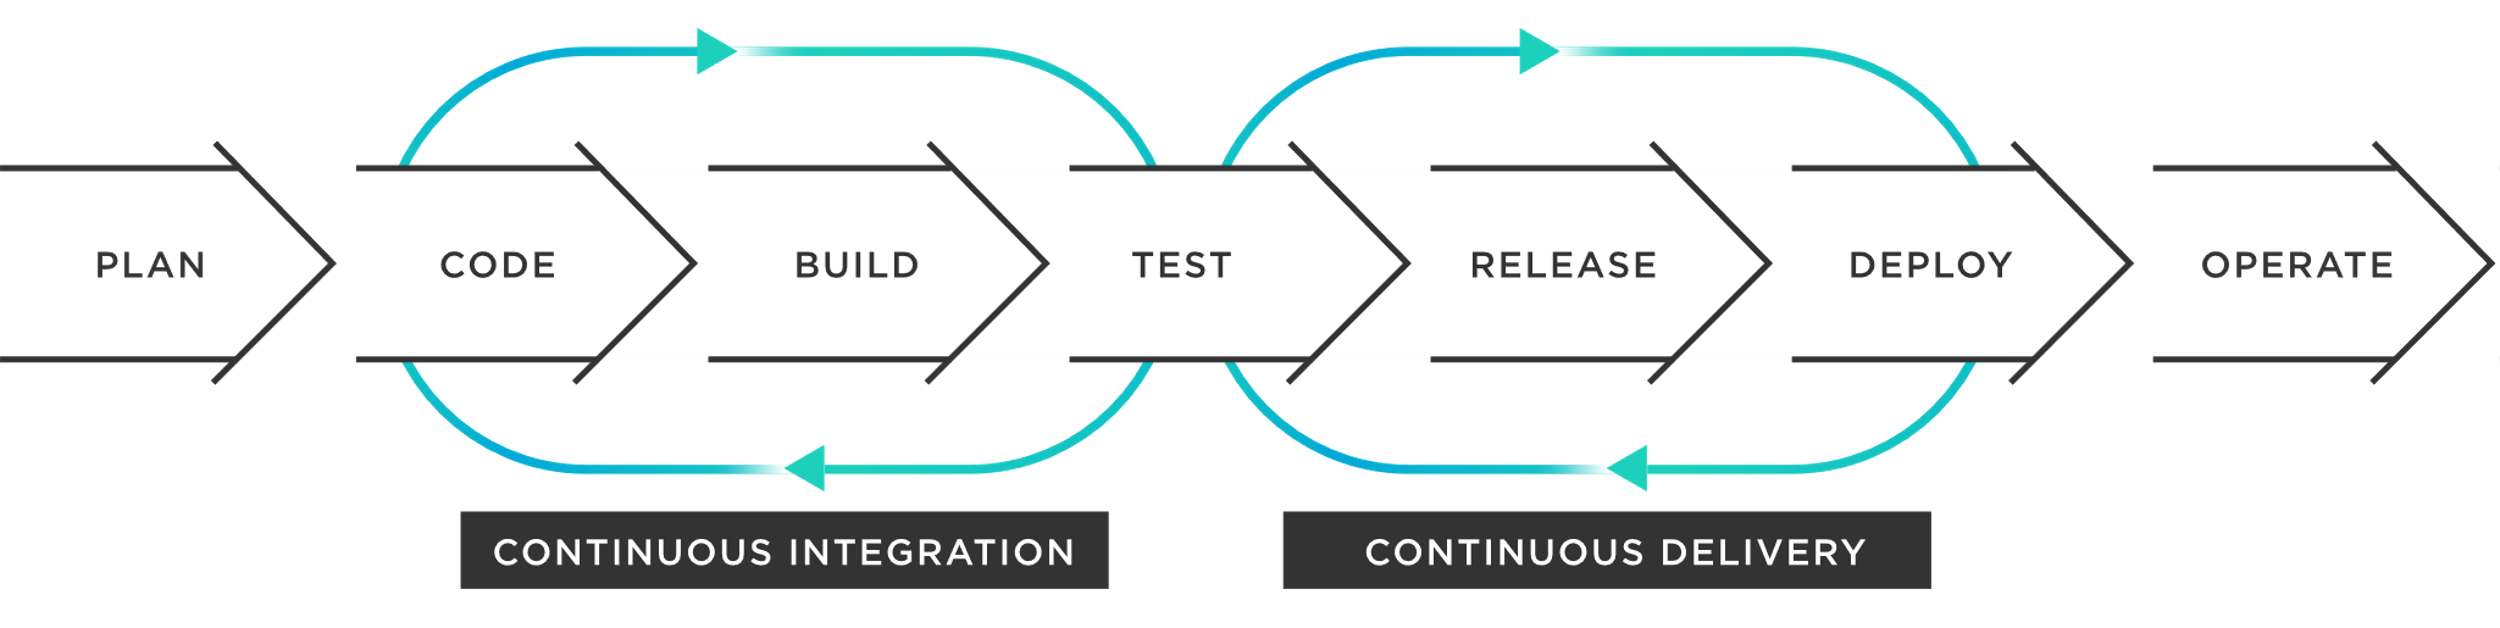 PLAN
CODE
BUILD
TEST
RELEASE
DEPLOY
OPERATE
CONTINUOUS INTEGRATION
CONTINUOUS DELIVERY